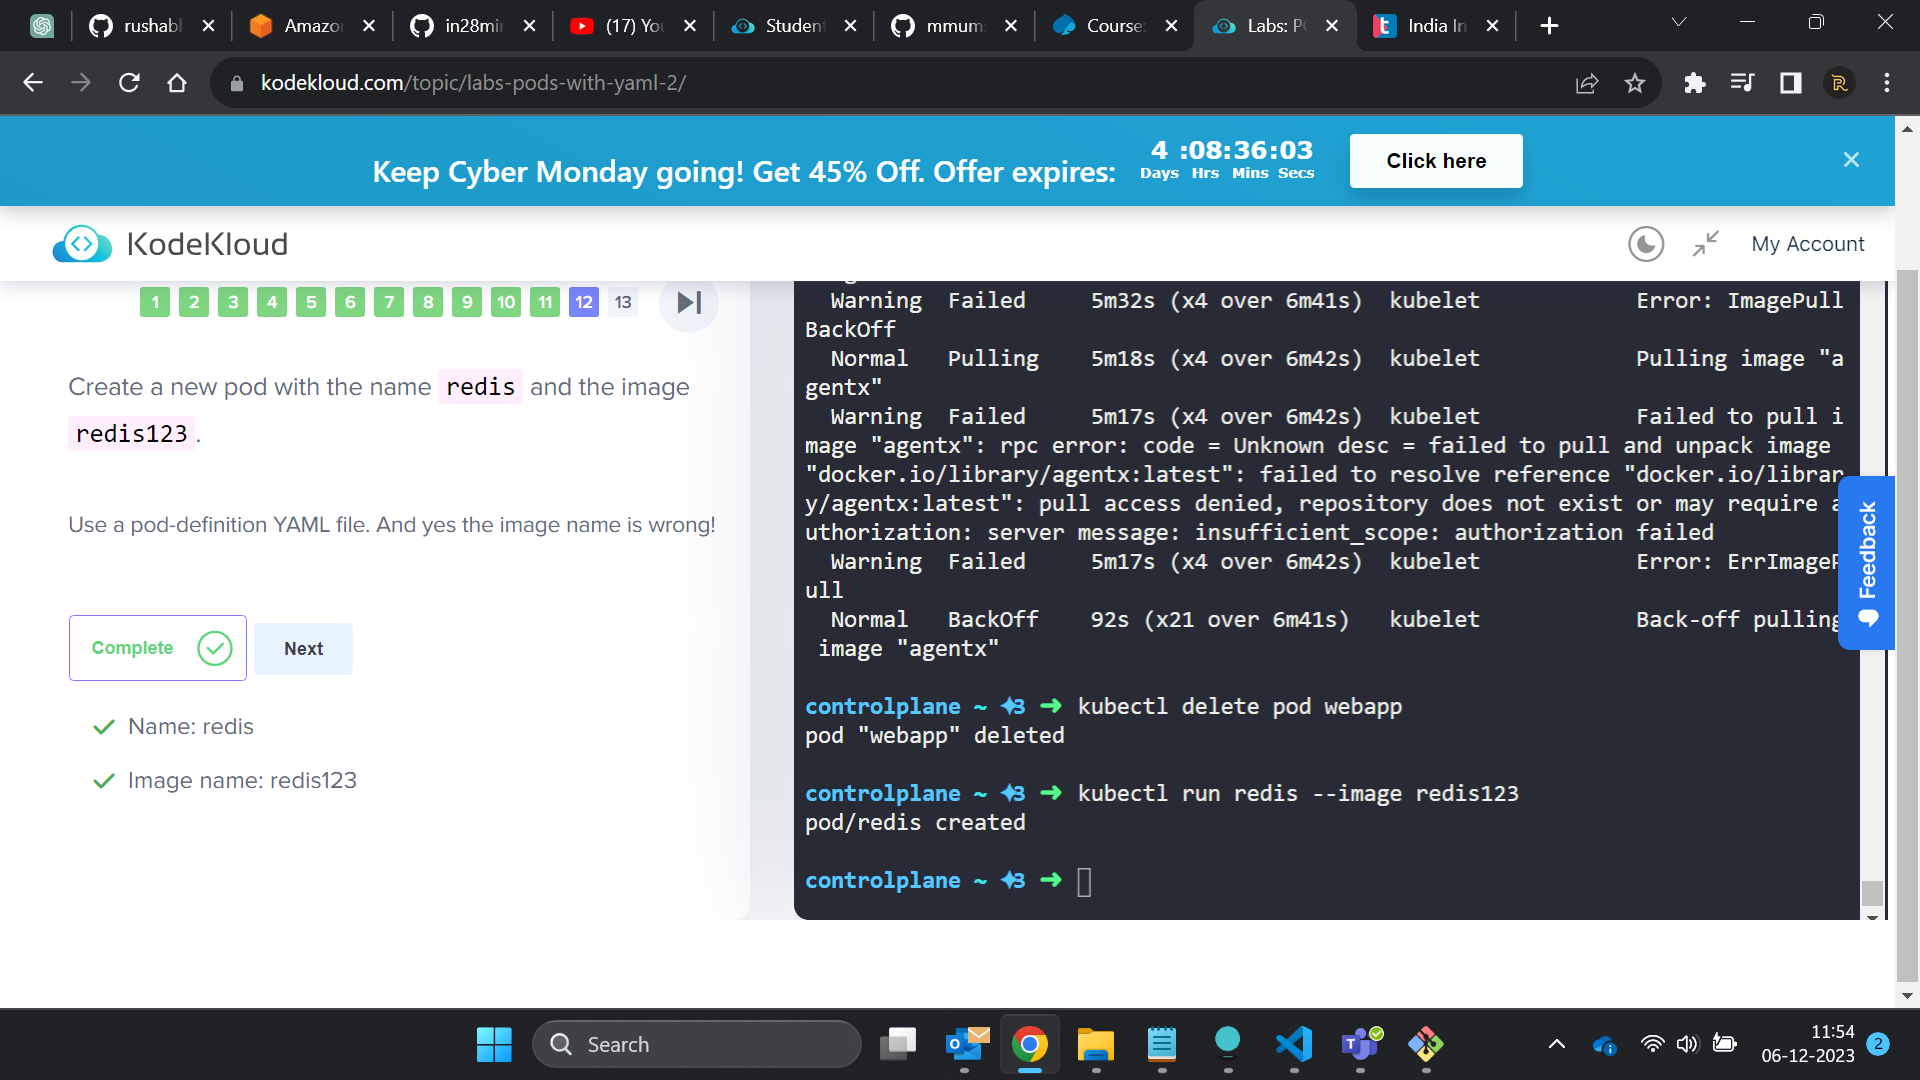 rushabh
Amazon
in28min
(17) You
Student
mmums
Course:
Labs: PO
India In
kodekloud.com/topic/labs-pods-with-yaml-2/
Keep Cyber Monday going! Get 45% Off. Offer expires:
4 :08:36:03
Days Hrs Mins Secs
Click here
KodeKloud
My Account
1 2 3 4 5 6 7 8 9 10 11 12 13
Create a new pod with the name redis and the image
redis123.
Use a pod-definition YAML file. And yes the image name is wrong!
Complete
Next
Name: redis
Image name: redis123
Warning Failed 5m32s (x4 over 6m41s) kubelet Error: ImagePull
BackOff
Normal Pulling 5m18s (x4 over 6m42s) kubelet Pulling image "a
gentx"
Warning Failed 5m17s (x4 over 6m42s) kubelet Failed to pull i
mage "agentx": rpc error: code = Unknown desc = failed to pull and unpack image
"docker.io/library/agentx:latest": failed to resolve reference "docker.io/librar
y/agentx:latest": pull access denied, repository does not exist or may require a
uthorization: server message: insufficient_scope: authorization failed
Warning Failed 5m17s (x4 over 6m42s) kubelet Error: ErrImageP
ull
Normal BackOff 92s (x21 over 6m41s) kubelet Back-off pulling
image "agentx"
controlplane ~ ✦3 ➜ kubectl delete pod webapp
pod "webapp" deleted
controlplane ~ ✦3 ➜ kubectl run redis --image redis123
pod/redis created
controlplane ~ ✦3 ➜
Feedback
Search
11:54
06-12-2023
2